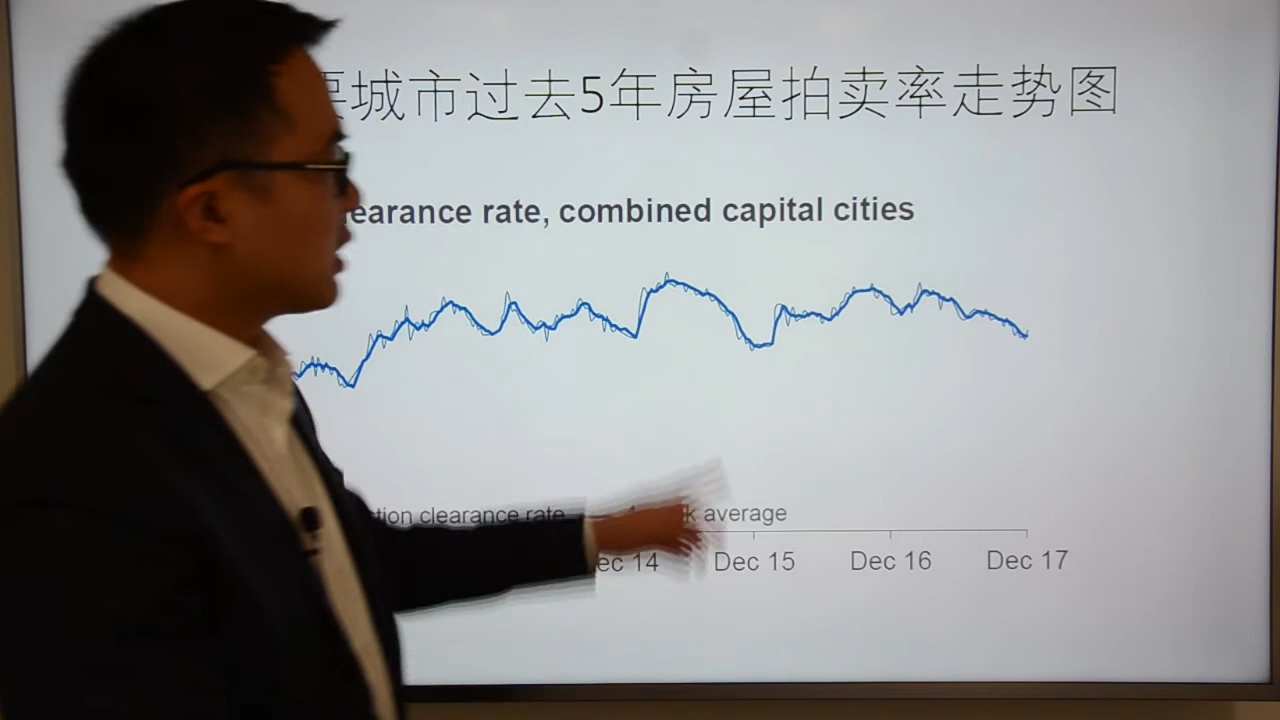 城市过去5年房屋拍卖率走势图
earance rate, combined capital cities
tion clearance rate
k average
ec 14 Dec 15 Dec 16 Dec 17